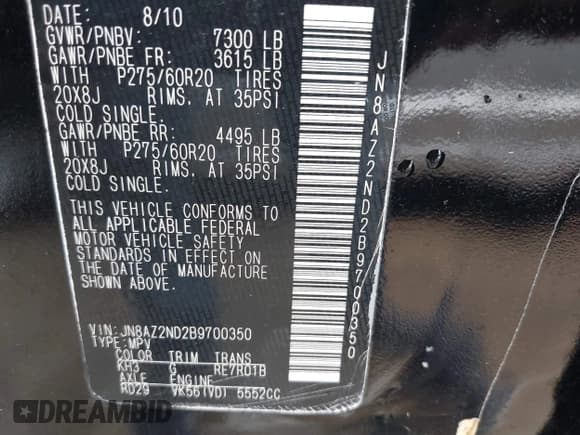 DATE: 8/10
GVWR/PNBV: 7300 LB
GAWR/PNBE FR: 3615 LB
WITH P275/60R20 TIRES
20X8J RIMS. AT 35PSI
COLD SINGLE.
GAWR/PNBE RR: 4495 LB
WITH P275/60R20 TIRES
20X8J RIMS. AT 35PSI
COLD SINGLE.
THIS VEHICLE CONFORMS TO
ALL APPLICABLE FEDERAL
MOTOR VEHICLE SAFETY
STANDARDS IN EFFECT ON
THE DATE OF MANUFACTURE
SHOWN ABOVE.
VIN: JN8AZ2ND2B9700350
TYPE: MPV
COLOR TRIM TRANS
KH3 G RE7R01B
AXLE ENGINE
AD29 VK56(VD) 5552CC
JN8AZ2ND2B9700350
DREAMBID